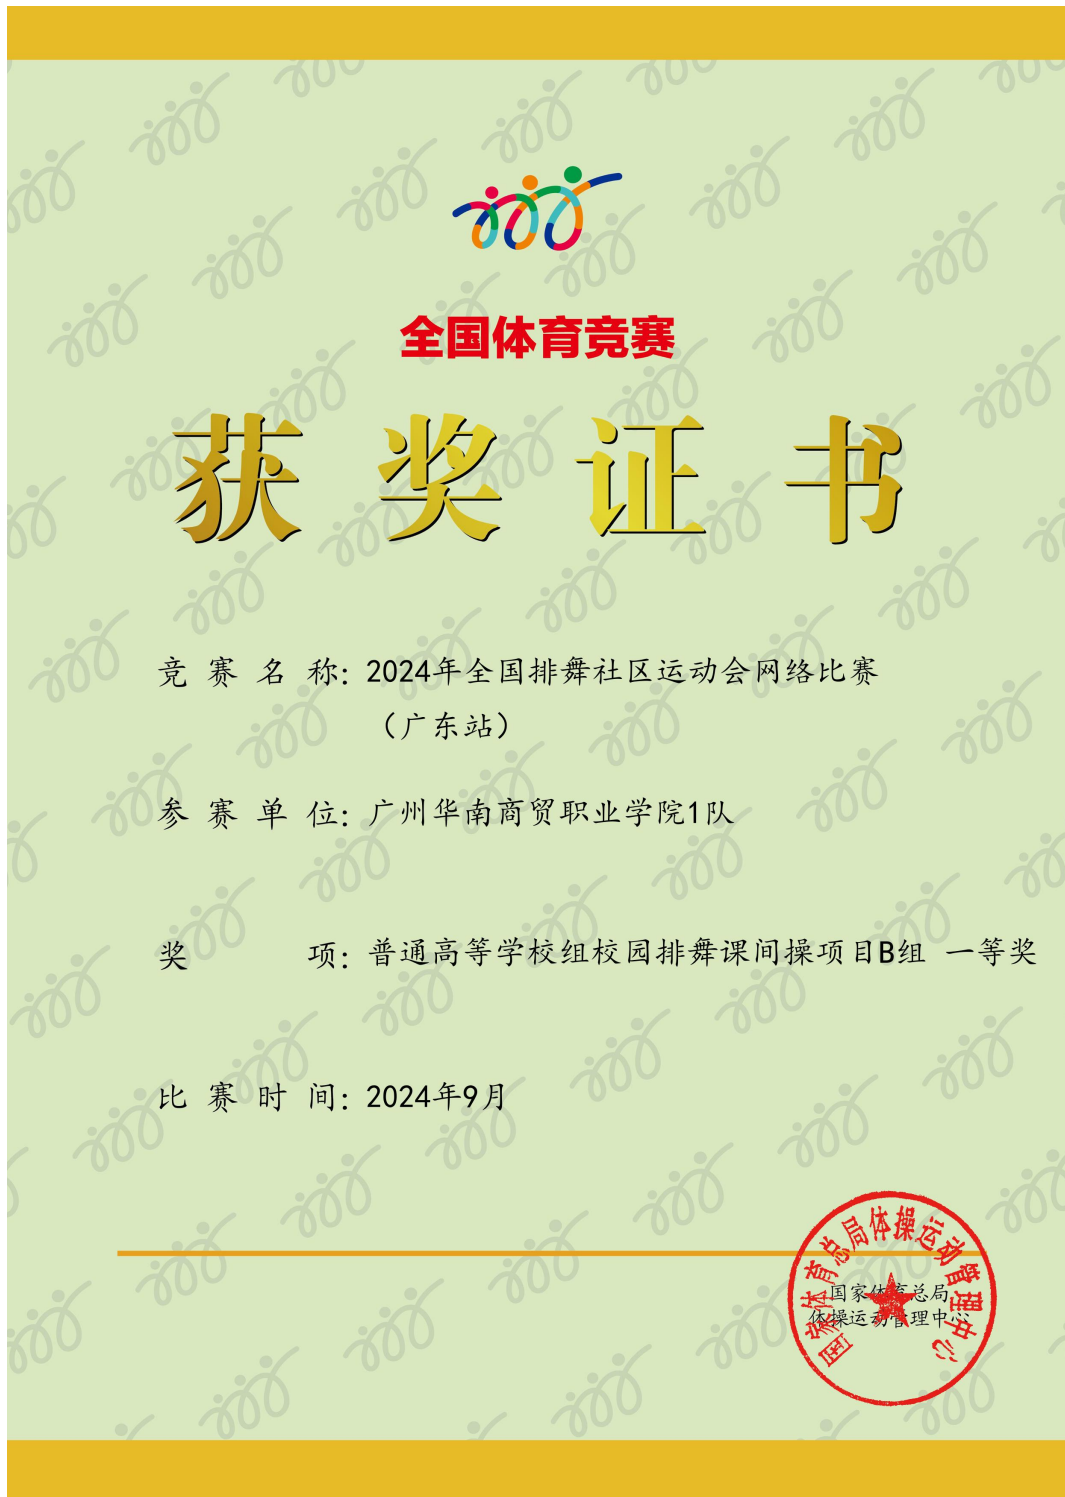 全国体育竞赛
获奖证书
竞赛名称：2024年全国排舞社区运动会网络比赛
（广东站）
参赛单位：广州华南商贸职业学院1队
奖项：普通高等学校组校园排舞课间操项目B组 一等奖
比赛时间：2024年9月
国家体育总局体操运动管理中心
国家体育总局
体操运动管理中心